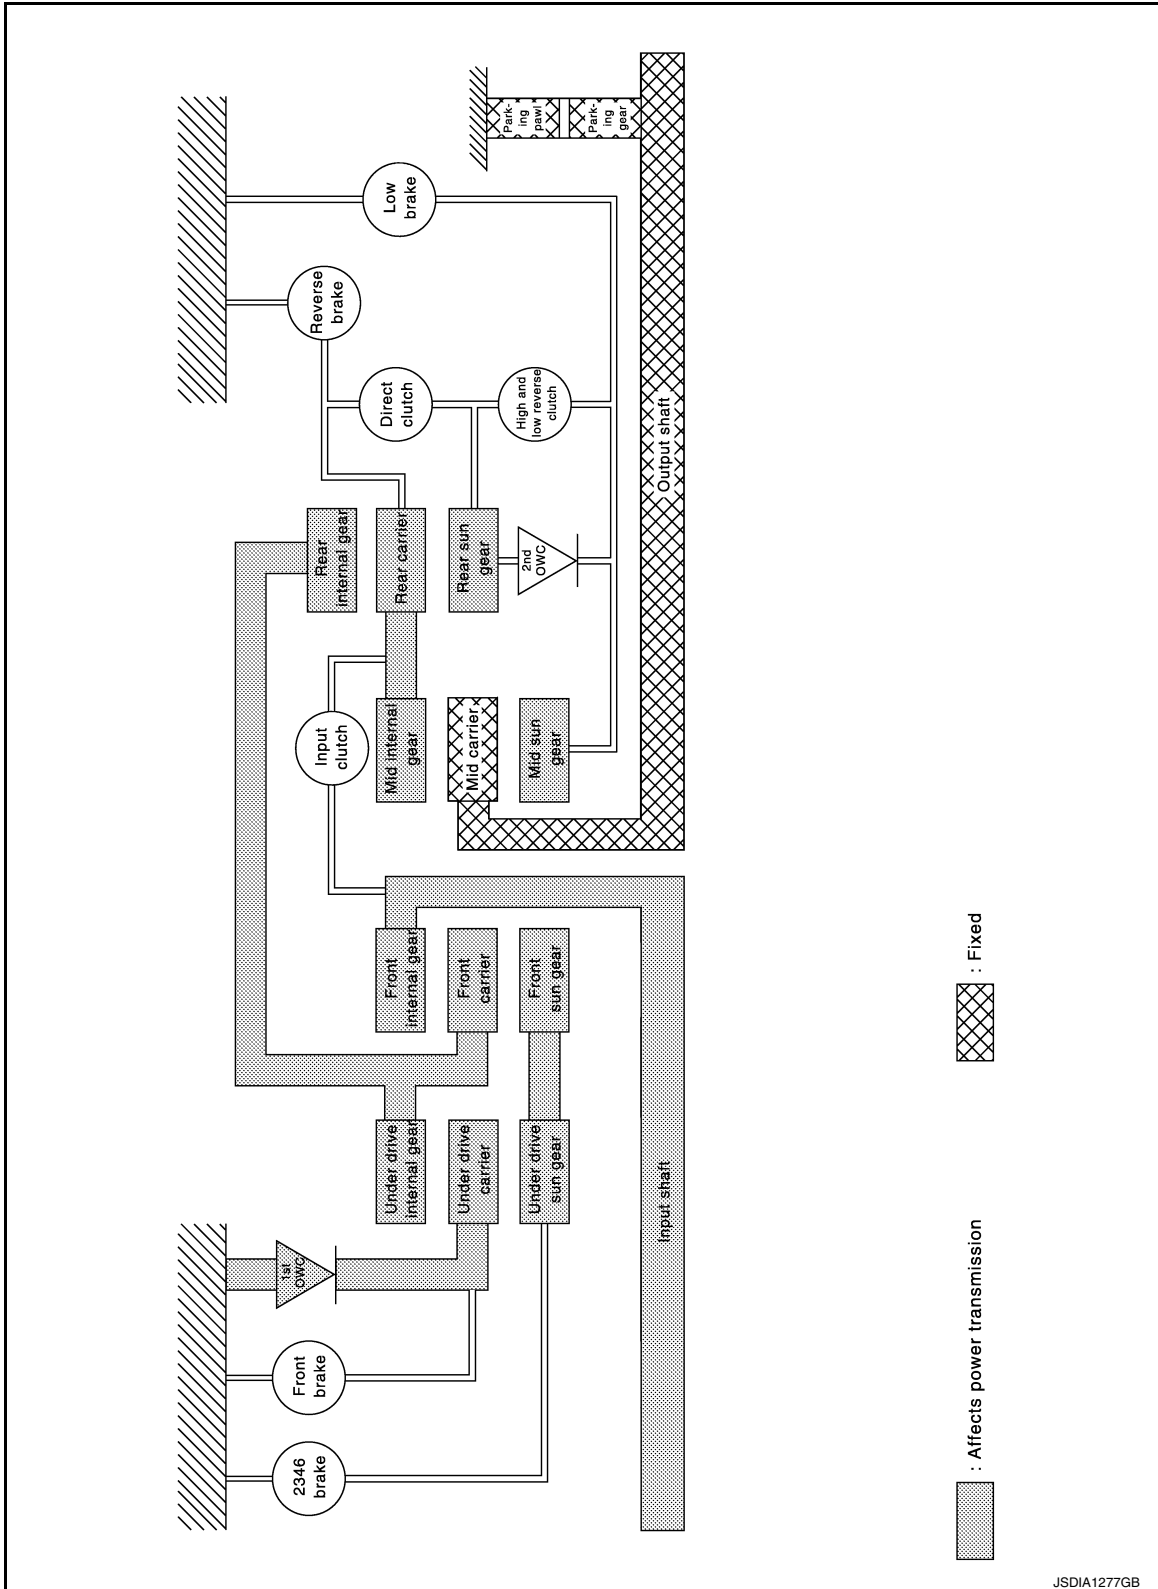 2346
brake
Front
brake
1st
OWC
Under drive
internal gear
Under drive
carrier
Under drive
sun gear
Front
internal gear
Front
carrier
Front
sun gear
Input shaft
Input
clutch
Mid internal
gear
Mid carrier
Mid sun
gear
Rear
internal gear
Rear carrier
Rear sun
gear
2nd
OWC
Direct
clutch
High and
low reverse
clutch
Reverse
brake
Low
brake
Output shaft
Park-
ing
pawl
Park-
ing
gear
: Affects power transmission
: Fixed
JSDIA1277GB